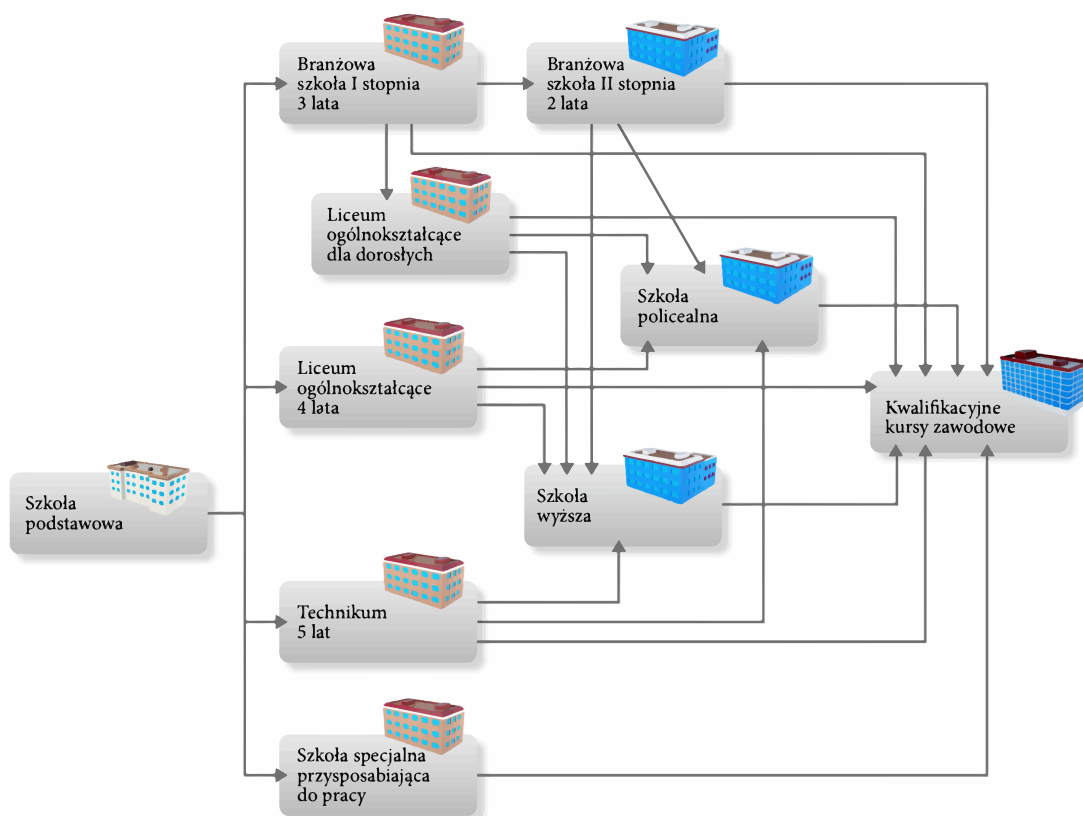 Branżowa
szkoła I stopnia
3 lata
Branżowa
szkoła II stopnia
2 lata
Liceum
ogólnokształcące
dla dorosłych
Szkoła
policealna
Liceum
ogólnokształcące
4 lata
Kwalifikacyjne
kursy zawodowe
Szkoła
podstawowa
Szkoła
wyższa
Technikum
5 lat
Szkoła specjalna
przysposabiająca
do pracy